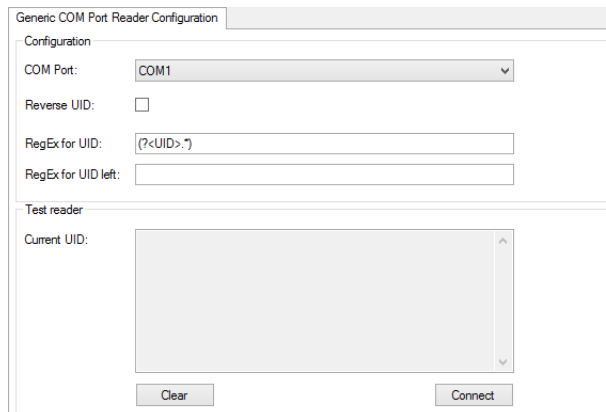 Generic COM Port Reader Configuration
Configuration
COM Port: COM1
Reverse UID:
RegEx for UID: (?<UID>.*)
RegEx for UID left:
Test reader
Current UID:
Clear Connect